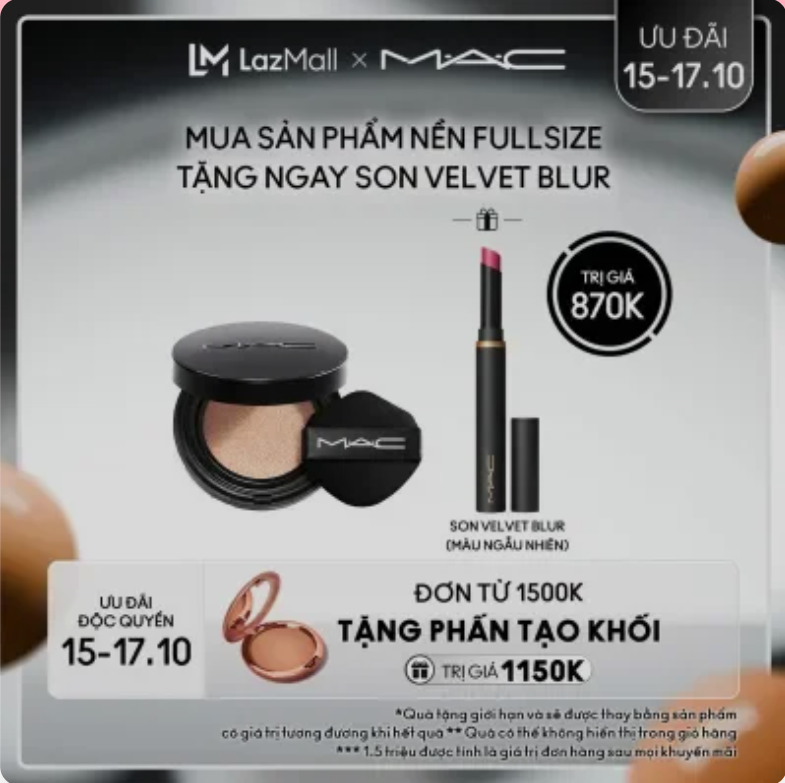 LM LazMall × M·A·C
ƯU ĐÃI
15-17.10
MUA SẢN PHẨM NỀN FULLSIZE
TẶNG NGAY SON VELVET BLUR
TRỊ GIÁ
870K
MAC
MAC
MAC
SON VELVET BLUR
(MÀU NGẪU NHIÊN)
ƯU ĐÃI
ĐỘC QUYỀN
15-17.10
ĐƠN TỪ 1500K
TẶNG PHẤN TẠO KHỐI
TRỊ GIÁ 1150K
*Quà tặng giới hạn và sẽ được thay bằng sản phẩm
có giá trị tương đương khi hết quà ** Quà có thể không hiển thị trong giỏ hàng
*** 1.5 triệu được tính là giá trị đơn hàng sau mọi khuyến mãi